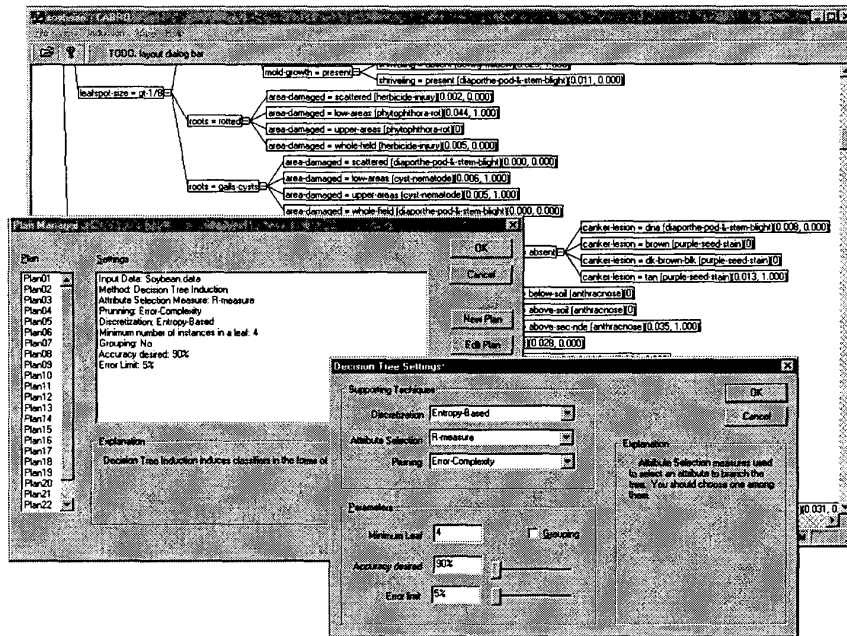 soybean - CABRO
TODO: layout dialog bar
mold-growth = present
shriveling = present (diaporthe-pod-&-stem-blight)[0.011, 0.000]
leafspot-size = gt-1/8
area-damaged = scattered (herbicide-injury)[0.002, 0.000]
roots = rotted
area-damaged = low-areas (phytophthora-rot)[0.044, 1.000]
area-damaged = upper-areas (phytophthora-rot)[0]
area-damaged = whole-field (herbicide-injury)[0.005, 0.000]
area-damaged = scattered (diaporthe-pod-&-stem-blight)[0.000, 0.000]
roots = galls-cysts
area-damaged = low-areas (cyst-nematode)[0.006, 1.000]
area-damaged = upper-areas (cyst-nematode)[0.005, 1.000]
area-damaged = whole-field (diaporthe-pod-&-stem-blight)[0.000, 0.000]
absent
canker-lesion = dna (diaporthe-pod-&-stem-blight)[0.008, 0.000]
canker-lesion = brown (purple-seed-stain)[0]
canker-lesion = dk-brown-blk (purple-seed-stain)[0]
canker-lesion = tan (purple-seed-stain)[0.013, 1.000]
below-soil (anthracnose)[0]
above-soil (anthracnose)[0]
above-sec-nde (anthracnose)[0.035, 1.000]
[0.028, 0.000]
)[0.031, 0
Plan Manager
Plan
Plan01
Plan02
Plan03
Plan04
Plan05
Plan06
Plan07
Plan08
Plan09
Plan10
Plan11
Plan12
Plan13
Plan14
Plan15
Plan16
Plan17
Plan18
Plan19
Plan20
Plan21
Plan22
Settings
Input Data: Soybean.data
Method: Decision Tree Induction
Attribute Selection Measure: R-measure
Prunning: Error-Complexity
Discretization: Entropy-Based
Minimum number of instances in a leaf: 4
Grouping: No
Accuracy desired: 90%
Error Limit: 5%
OK
Cancel
New Plan
Edit Plan
Explanation
Decision Tree Induction induces classifiers in the forms of
Decision Tree Settings
Supporting Techniques
Discretization Entropy-Based
Attribute Selection R-measure
Pruning Error-Complexity
Parameters
Minimum Leaf 4
Grouping
Accuracy desired 90%
Error limit 5%
OK
Cancel
Explanation
Attribute Selection measures used
to select an attribute to branch the
tree. You should choose one among
them.